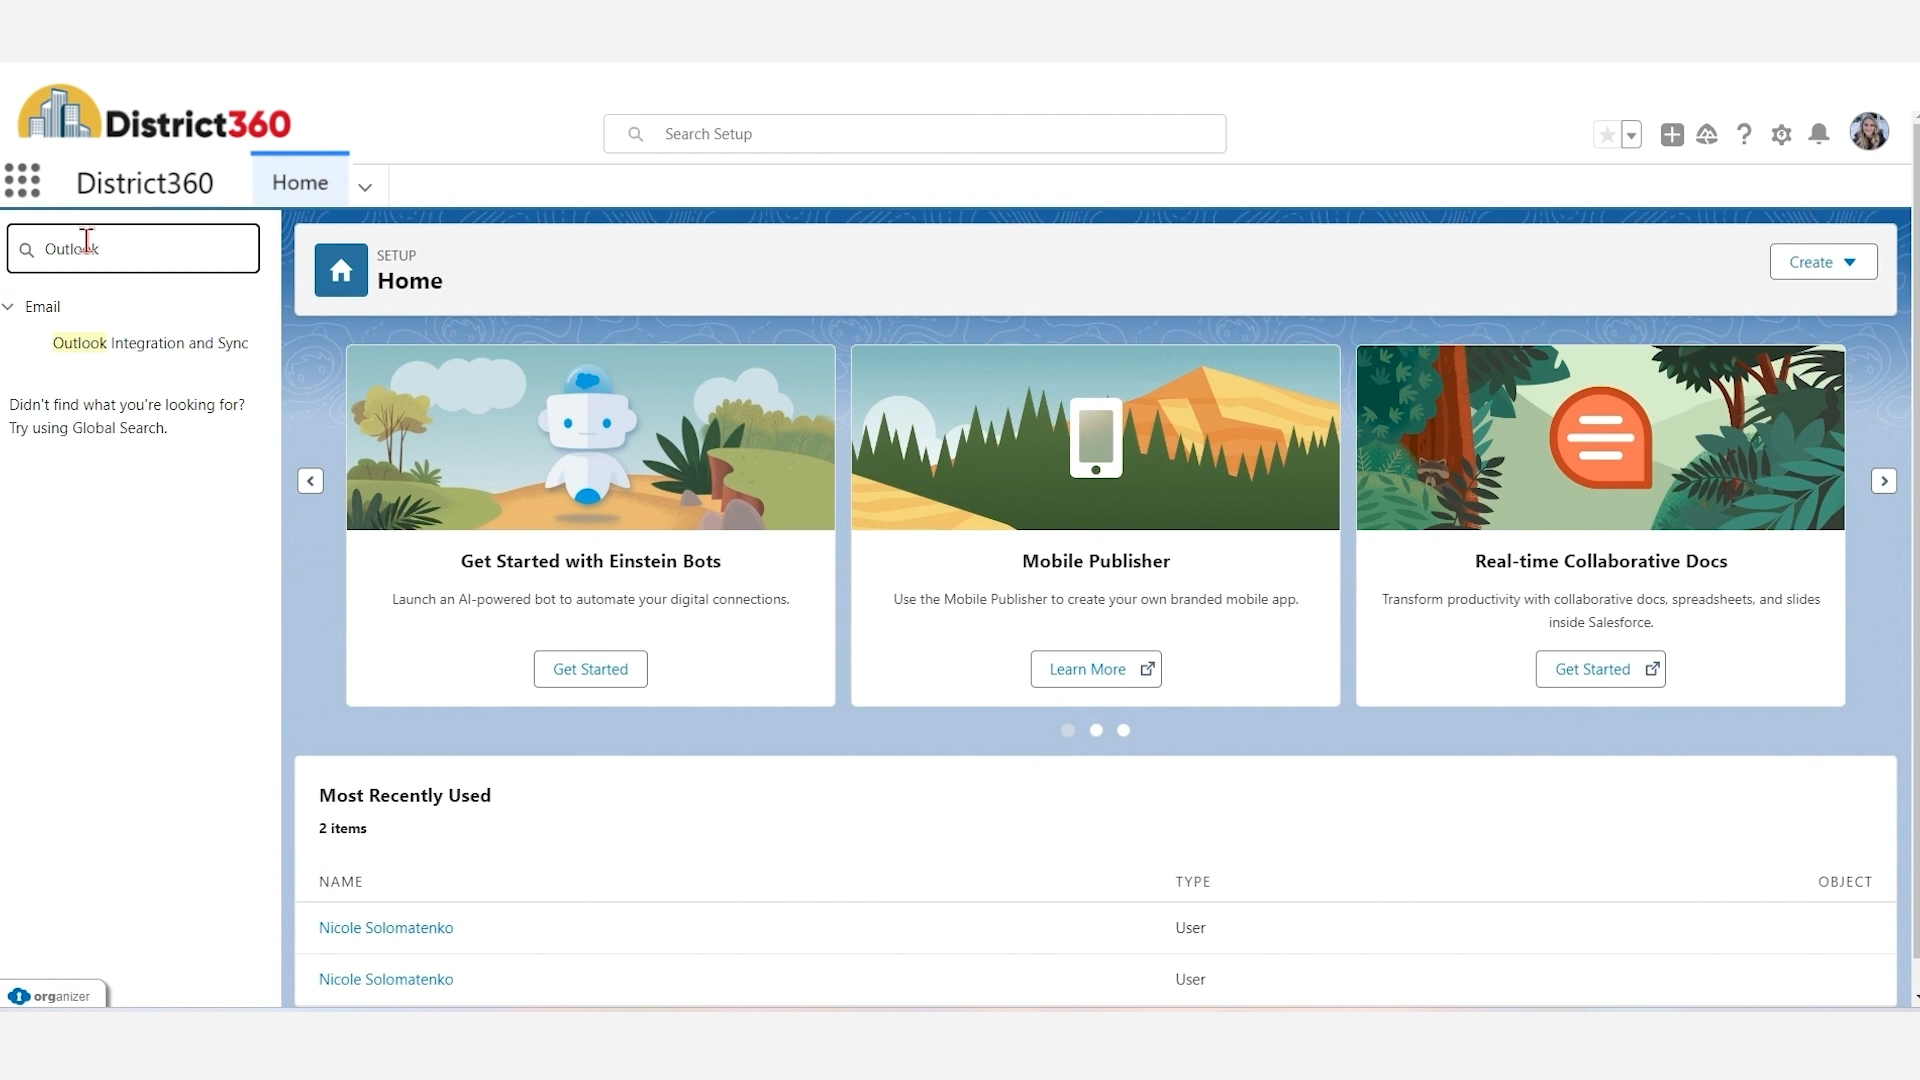 District360
Search Setup
District360
Home
Outlook
SETUP
Home
Create
Email
Outlook Integration and Sync
Didn't find what you're looking for?
Try using Global Search.
Get Started with Einstein Bots
Launch an AI-powered bot to automate your digital connections.
Get Started
Mobile Publisher
Use the Mobile Publisher to create your own branded mobile app.
Learn More
Real-time Collaborative Docs
Transform productivity with collaborative docs, spreadsheets, and slides
inside Salesforce.
Get Started
Most Recently Used
2 items
NAME TYPE OBJECT
Nicole Solomatenko User
Nicole Solomatenko User
organizer